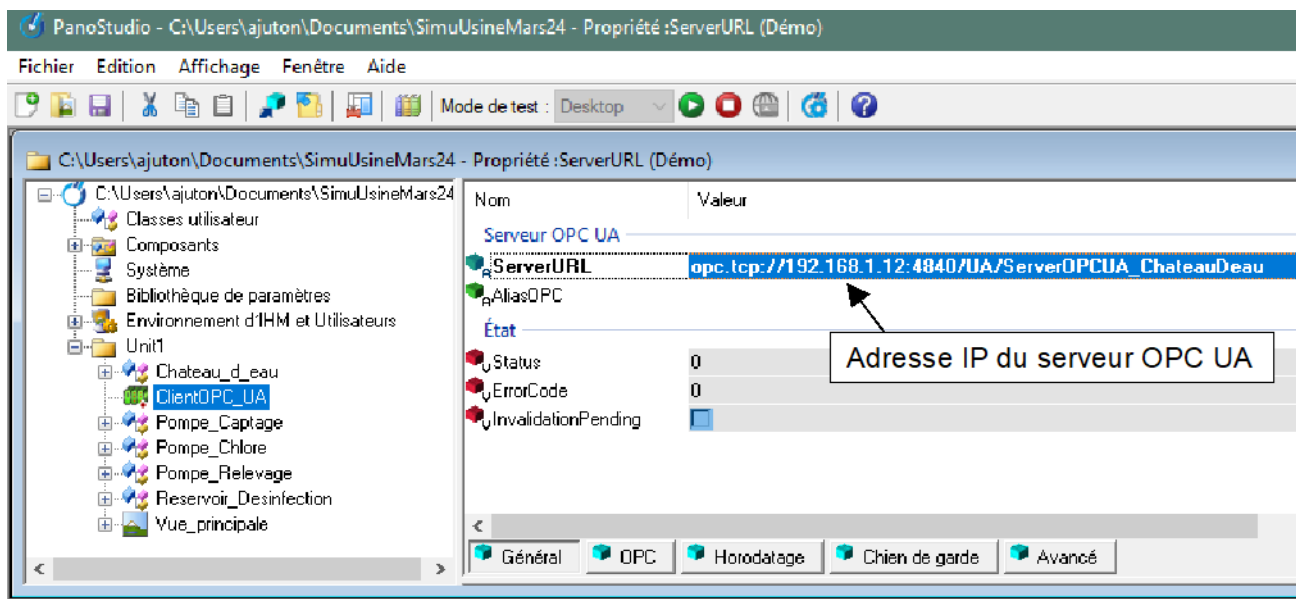 PanoStudio - C:\Users\ajuton\Documents\SimuUsineMars24 - Propriété :ServerURL (Démo)
Fichier Edition Affichage Fenêtre Aide
Mode de test : Desktop
C:\Users\ajuton\Documents\SimuUsineMars24 - Propriété :ServerURL (Démo)
C:\Users\ajuton\Documents\SimuUsineMars24
Classes utilisateur
Composants
Système
Bibliothèque de paramètres
Environnement d'IHM et Utilisateurs
Unit1
Chateau_d_eau
ClientOPC_UA
Pompe_Captage
Pompe_Chlore
Pompe_Relevage
Reservoir_Desinfection
Vue_principale
Nom Valeur
Serveur OPC UA
ServerURL opc.tcp://192.168.1.12:4840/UA/ServerOPCUA_ChateauDeau
AliasOPC
État
Status 0
ErrorCode 0
InvalidationPending
Adresse IP du serveur OPC UA
Général OPC Horodatage Chien de garde Avancé